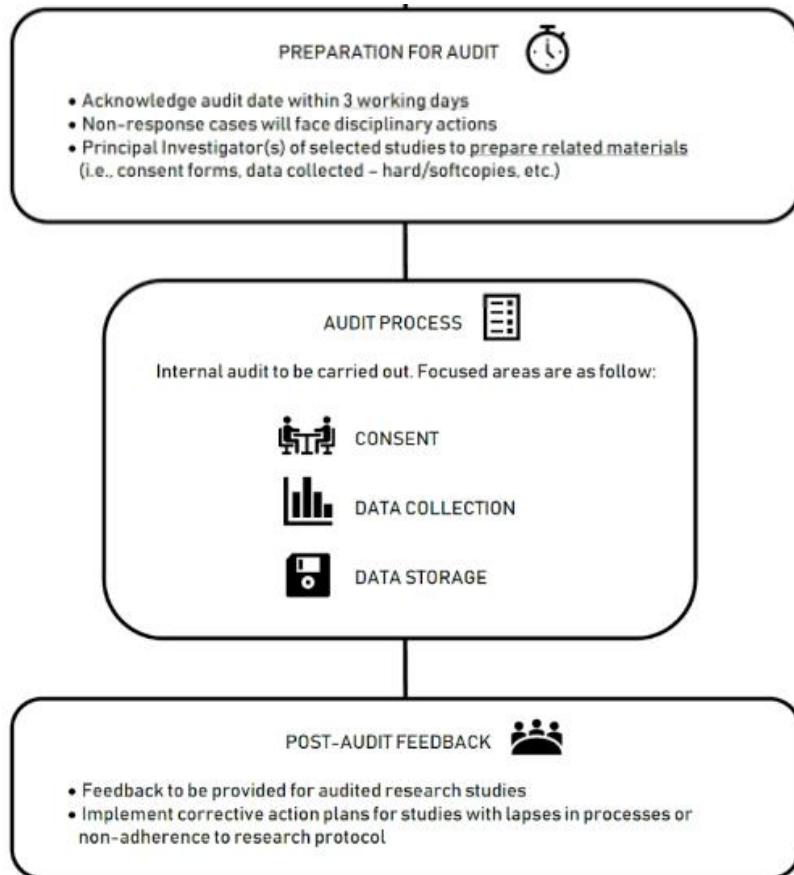 PREPARATION FOR AUDIT
• Acknowledge audit date within 3 working days
• Non-response cases will face disciplinary actions
• Principal Investigator(s) of selected studies to prepare related materials
(i.e., consent forms, data collected – hard/softcopies, etc.)
AUDIT PROCESS
Internal audit to be carried out. Focused areas are as follow:
CONSENT
DATA COLLECTION
DATA STORAGE
POST-AUDIT FEEDBACK
• Feedback to be provided for audited research studies
• Implement corrective action plans for studies with lapses in processes or
non-adherence to research protocol